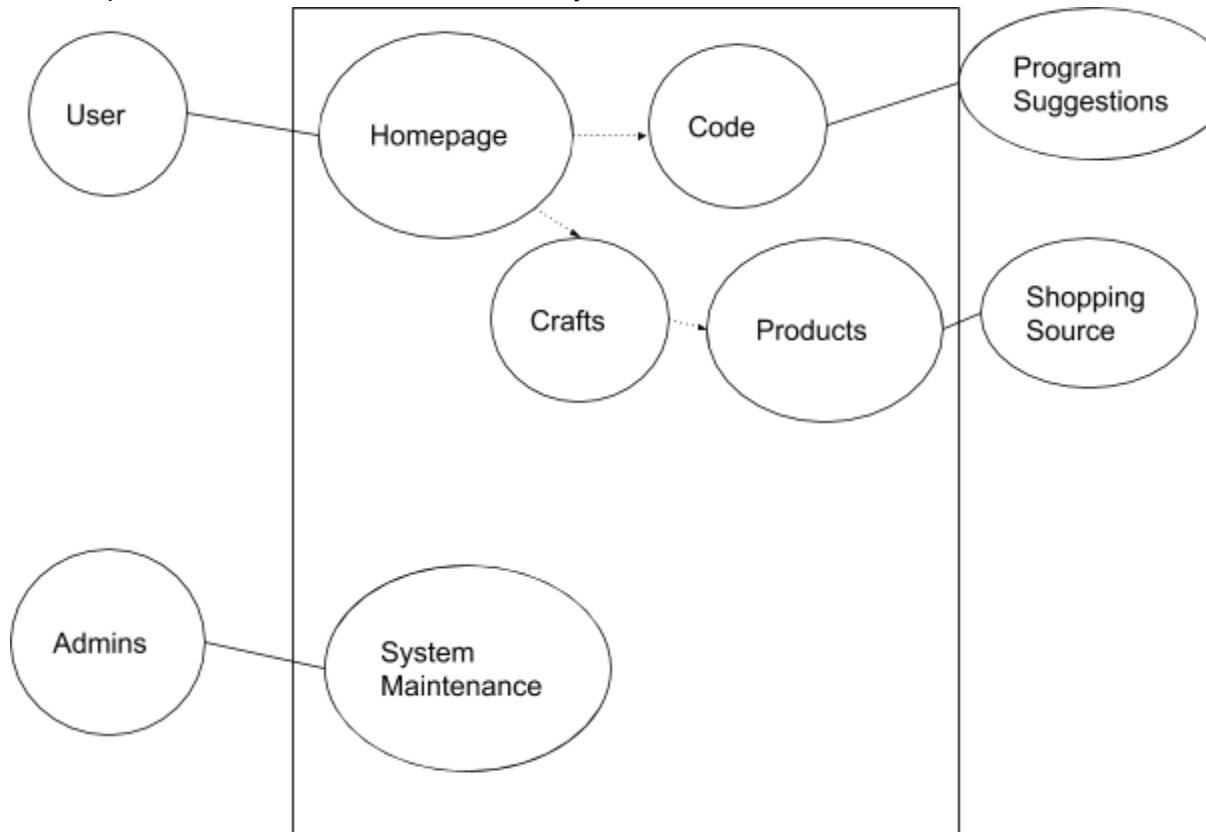 User
Homepage
Code
Program
Suggestions
Crafts
Products
Shopping
Source
Admins
System
Maintenance